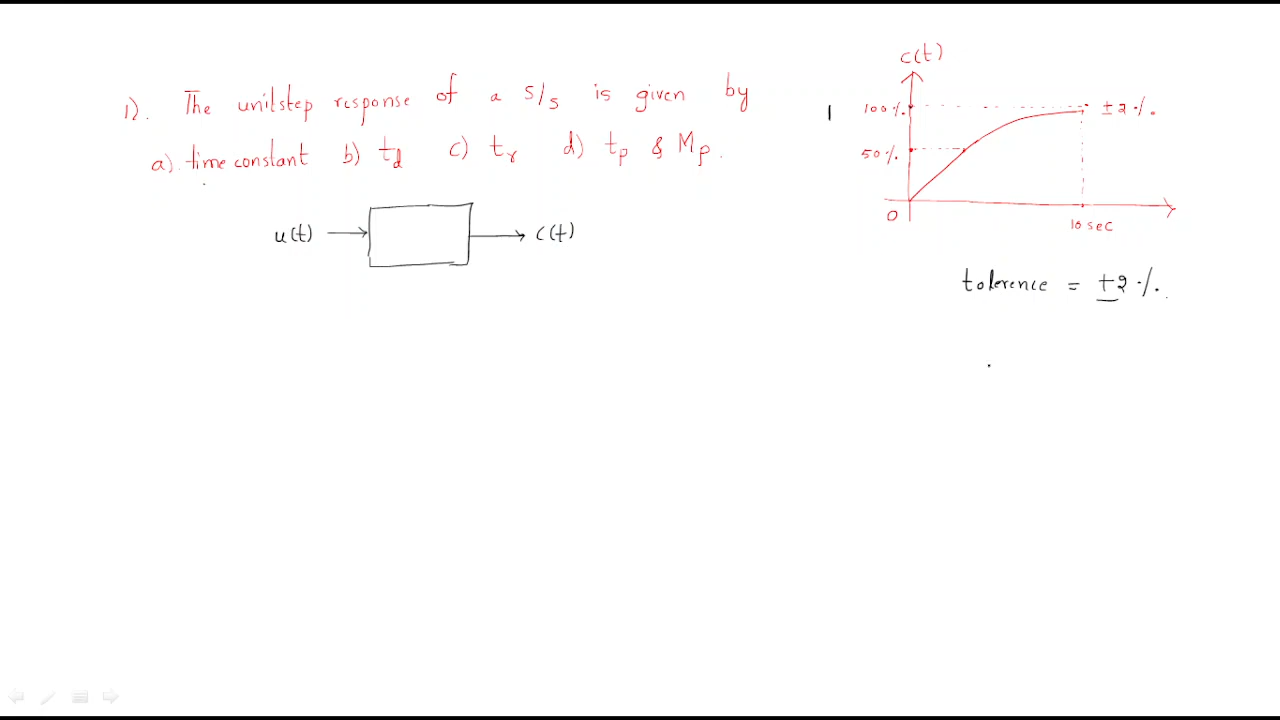 1). The unitstep response of a S/s is given by
a). time constant b) td c) tr d) tp & Mp.
u(t) c(t)
c(t)
1 100%. ±2%.
50%.
0
10 sec
tolerence = ±2%.